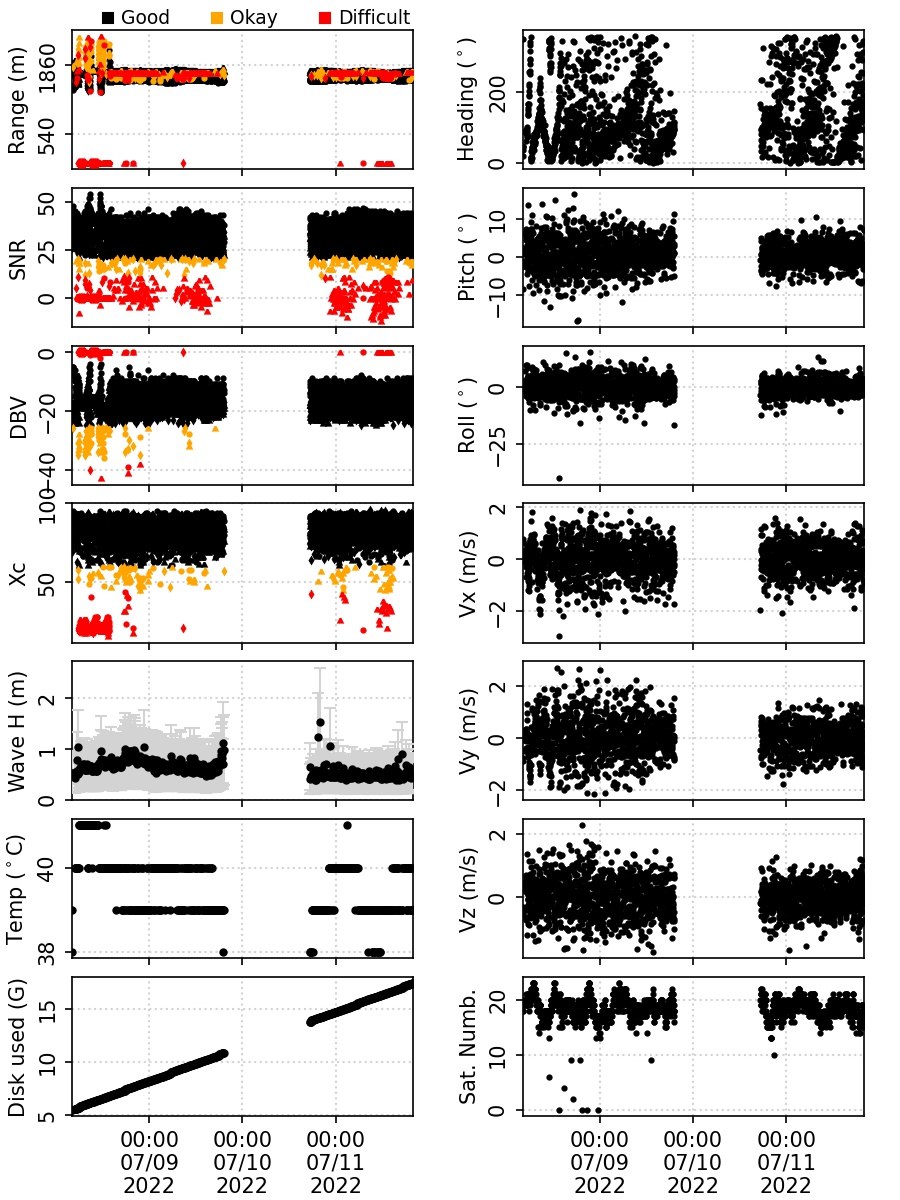 Good Okay Difficult
Range (m)
1860
540
Heading (°)
200
0
SNR
50
25
0
Pitch (°)
10
0
−10
DBV
0
−20
−40
Roll (°)
0
−25
Xc
100
50
Vx (m/s)
2
0
−2
Wave H (m)
2
1
0
Vy (m/s)
2
0
−2
Temp (°C)
40
38
Vz (m/s)
2
0
Disk used (G)
15
10
5
Sat. Numb.
20
10
0
00:00 00:00 00:00
07/09 07/10 07/11
2022 2022 2022
00:00 00:00 00:00
07/09 07/10 07/11
2022 2022 2022